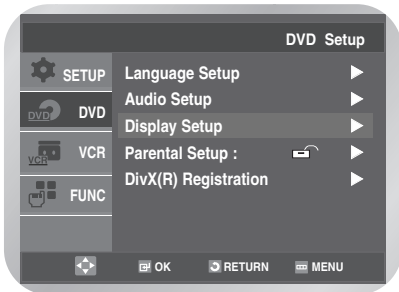 DVD Setup
SETUP
DVD
DVD
VCR
VCR
FUNC
Language Setup
Audio Setup
Display Setup
Parental Setup :
DivX(R) Registration
OK
RETURN
MENU